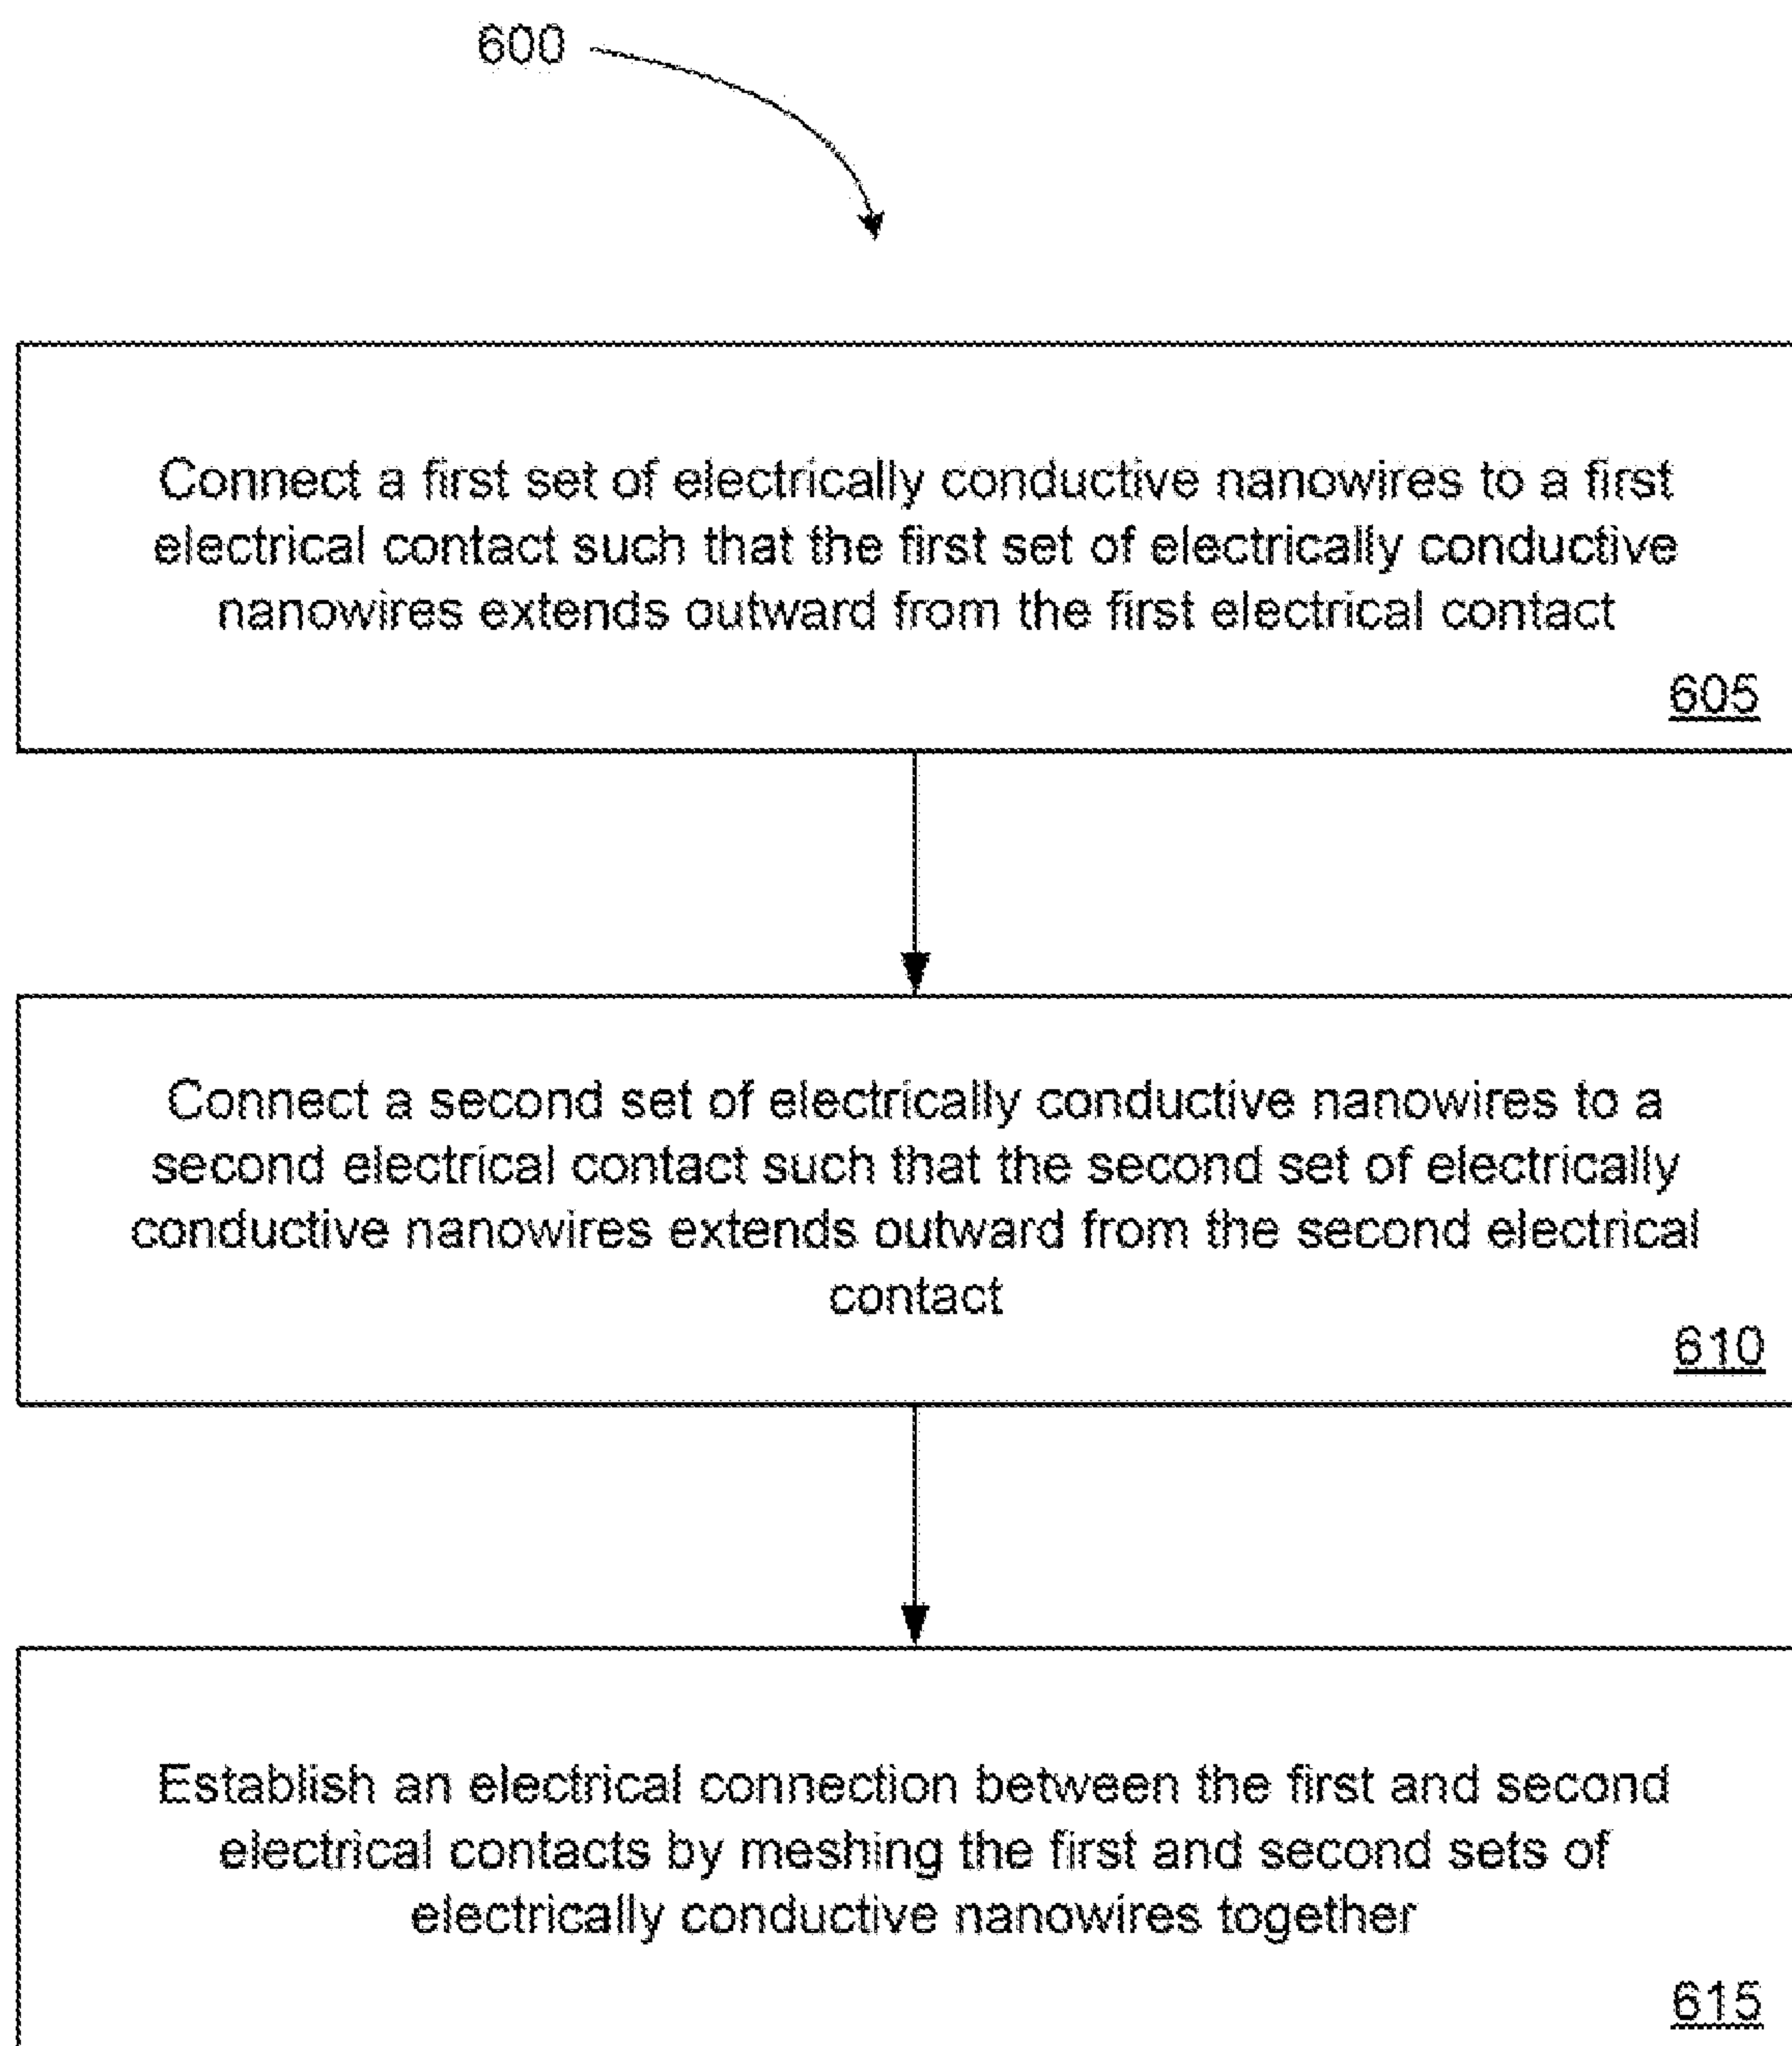 600
Connect a first set of electrically conductive nanowires to a first
electrical contact such that the first set of electrically conductive
nanowires extends outward from the first electrical contact
605
Connect a second set of electrically conductive nanowires to a
second electrical contact such that the second set of electrically
conductive nanowires extends outward from the second electrical
contact
610
Establish an electrical connection between the first and second
electrical contacts by meshing the first and second sets of
electrically conductive nanowires together
615